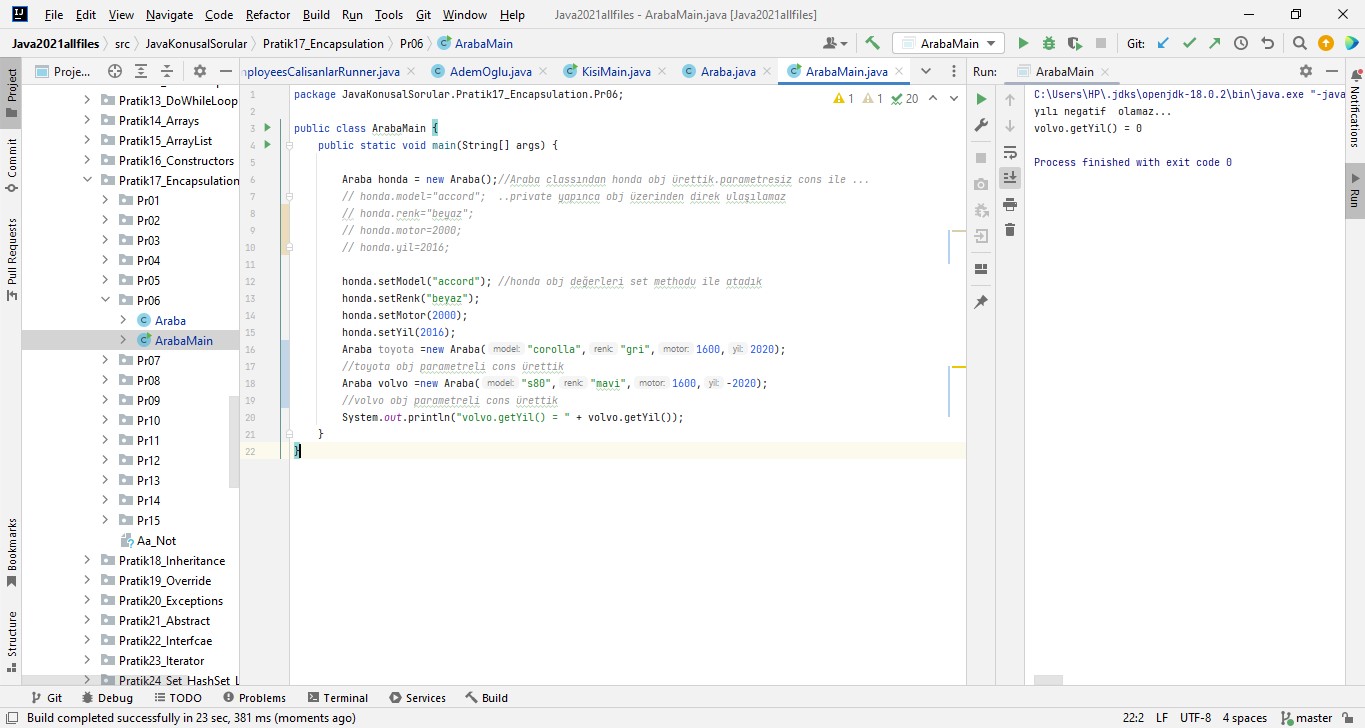 File Edit View Navigate Code Refactor Build Run Tools Git Window Help Java2021allfiles - ArabaMain.java [Java2021allfiles]
Java2021allfiles src JavaKonusalSorular Pratik17_Encapsulation Pr06 ArabaMain ArabaMain Git:
Proje... ArabaMain.java AdemOglu.java KisiMain.java Araba.java
Run: ArabaMain
Project
Commit
Pull Requests
Bookmarks
Structure
Notifications
Run
Pratik13_DoWhileLoop
Pratik14_Arrays
Pratik15_ArrayList
Pratik16_Constructors
Pratik17_Encapsulation
Pr01
Pr02
Pr03
Pr04
Pr05
Pr06
Araba
ArabaMain
Pr07
Pr08
Pr09
Pr10
Pr11
Pr12
Pr13
Pr14
Pr15
Aa_Not
Pratik18_Inheritance
Pratik19_Override
Pratik20_Exceptions
Pratik21_Abstract
Pratik22_Interfcae
Pratik23_Iterator
Pratik24_Set_HashSet_L
1 package JavaKonusalSorular.Pratik17_Encapsulation.Pr06;
1 1 20
2
3 public class ArabaMain {
4 public static void main(String[] args) {
5
6 Araba honda = new Araba();//Araba classından honda obj ürettik.parametresiz cons ile ...
7 // honda.model="accord"; ..private yapınca obj üzerinden direk ulaşılamaz
8 // honda.renk="beyaz";
9 // honda.motor=2000;
10 // honda.yil=2016;
11
12 honda.setModel("accord"); //honda obj değerleri set methodu ile atadık
13 honda.setRenk("beyaz");
14 honda.setMotor(2000);
15 honda.setYil(2016);
16 Araba toyota =new Araba( model: "corolla", renk: "gri", motor: 1600, yil: 2020);
17 //toyota obj parametreli cons ürettik
18 Araba volvo =new Araba( model: "s80", renk: "mavi", motor: 1600, yil: -2020);
19 //volvo obj parametreli cons ürettik
20 System.out.println("volvo.getYil() = " + volvo.getYil());
21 }
22 }
C:\Users\HP\.jdks\openjdk-18.0.2\bin\java.exe "-java
yılı negatif  olamaz...
volvo.getYil() = 0
Process finished with exit code 0
Git Debug TODO Problems Terminal Services Build
Build completed successfully in 23 sec, 381 ms (moments ago) 22:2 LF UTF-8 4 spaces master